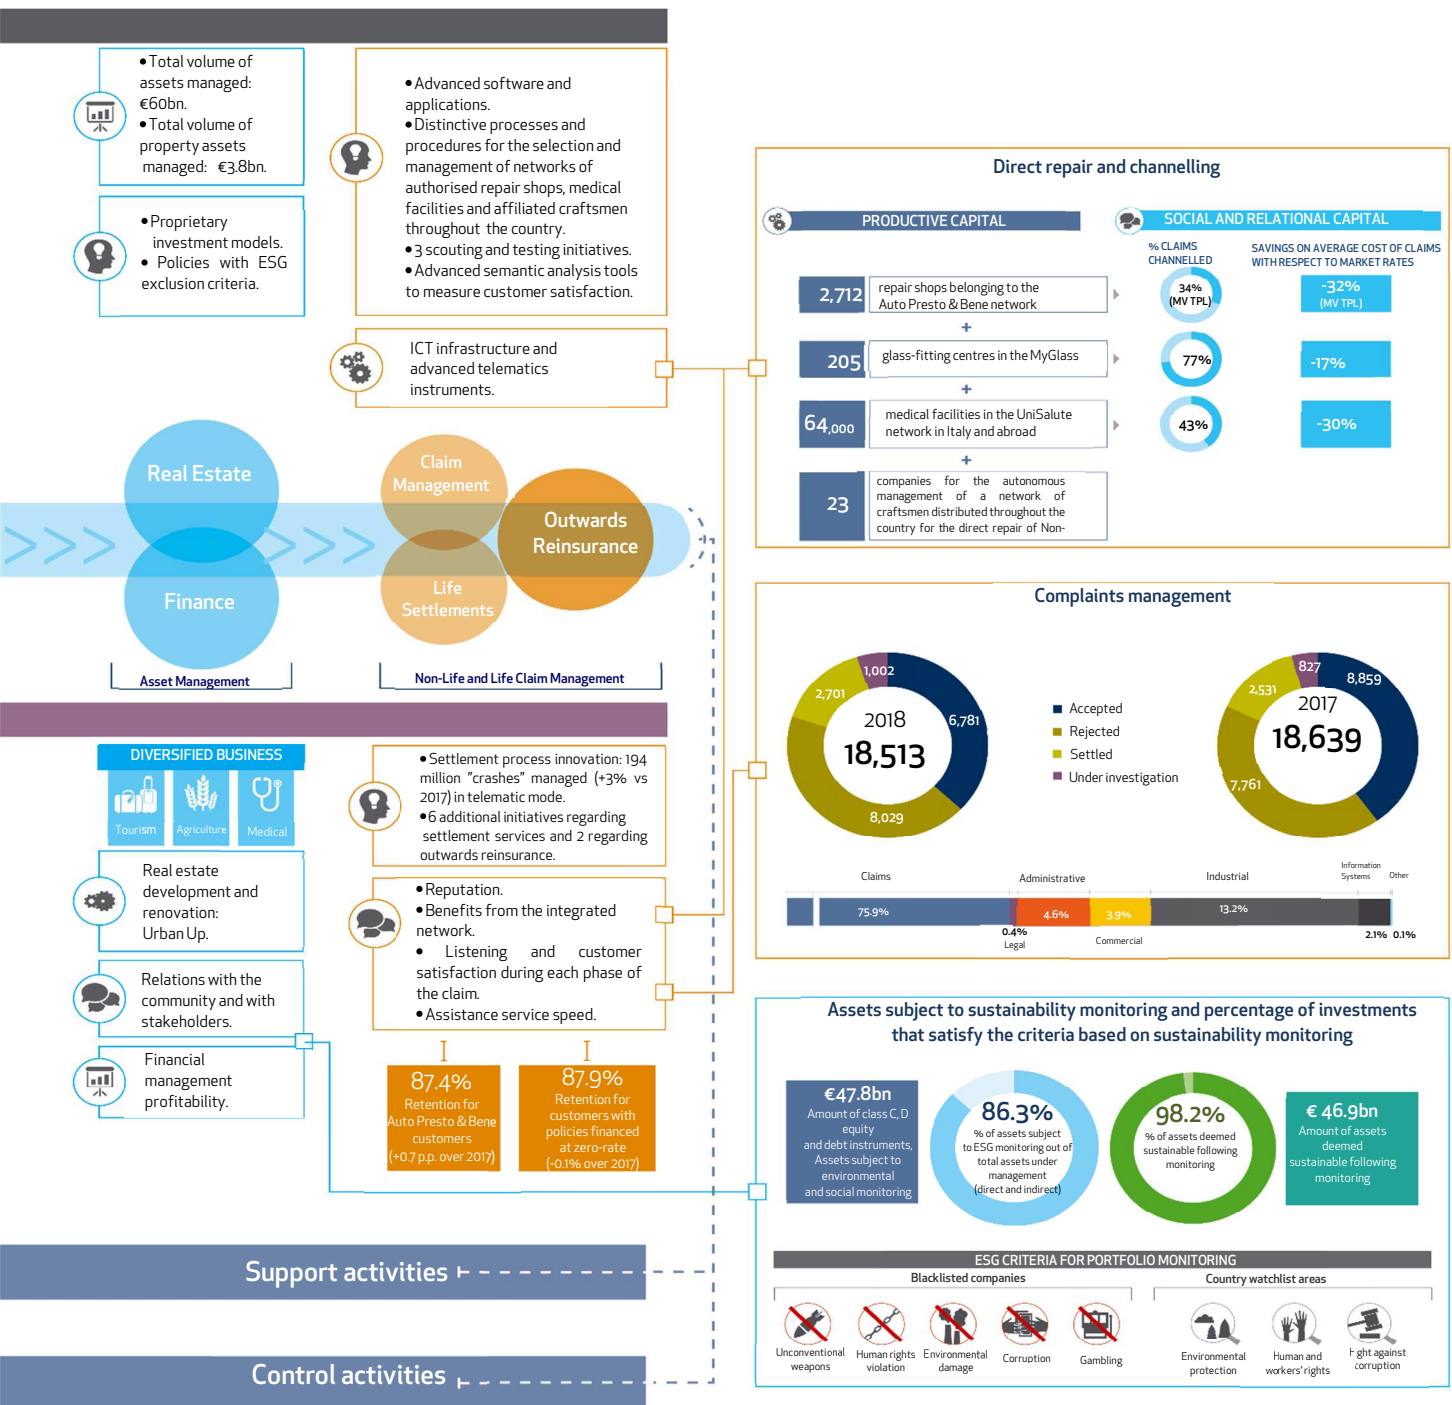 • Total volume of
assets managed:
€60bn.
• Total volume of
property assets
managed: €3.8bn.
• Proprietary
investment models.
• Policies with ESG
exclusion criteria.
• Advanced software and
applications.
• Distinctive processes and
procedures for the selection and
management of networks of
authorised repair shops, medical
facilities and affiliated craftsmen
throughout the country.
• 3 scouting and testing initiatives.
• Advanced semantic analysis tools
to measure customer satisfaction.
ICT infrastructure and
advanced telematics
instruments.
Real Estate
Finance
Claim
Management
Life
Settlements
Outwards
Reinsurance
Asset Management
Non-Life and Life Claim Management
DIVERSIFIED BUSINESS
Tourism
Agriculture
Medical
Real estate
development and
renovation:
Urban Up.
Relations with the
community and with
stakeholders.
Financial
management
profitability.
• Settlement process innovation: 194
million "crashes" managed (+3% vs
2017) in telematic mode.
• 6 additional initiatives regarding
settlement services and 2 regarding
outwards reinsurance.
• Reputation.
• Benefits from the integrated
network.
• Listening and customer
satisfaction during each phase of
the claim.
• Assistance service speed.
87.4%
Retention for
Auto Presto & Bene
customers
(+0.7 p.p. over 2017)
87.9%
Retention for
customers with
policies financed
at zero-rate
(-0.1% over 2017)
Support activities
Control activities
Direct repair and channelling
PRODUCTIVE CAPITAL
SOCIAL AND RELATIONAL CAPITAL
% CLAIMS
CHANNELLED
SAVINGS ON AVERAGE COST OF CLAIMS
WITH RESPECT TO MARKET RATES
2,712
repair shops belonging to the
Auto Presto & Bene network
34%
(MV TPL)
-32%
(MV TPL)
+
205
glass-fitting centres in the MyGlass
77%
-17%
+
64,000
medical facilities in the UniSalute
network in Italy and abroad
43%
-30%
+
23
companies for the autonomous
management of a network of
craftsmen distributed throughout the
country for the direct repair of Non-
Complaints management
1,002
2,701
6,781
8,029
2018
18,513
Accepted
Rejected
Settled
Under investigation
827
2,531
8,859
7,761
2017
18,639
Claims
Administrative
Industrial
Information
Systems
Other
75.9%
4.6%
3.9%
13.2%
0.4%
Legal
Commercial
2.1%
0.1%
Assets subject to sustainability monitoring and percentage of investments
that satisfy the criteria based on sustainability monitoring
€47.8bn
Amount of class C, D
equity
and debt instruments,
Assets subject to
environmental
and social monitoring
86.3%
% of assets subject
to ESG monitoring out of
total assets under
management
(direct and indirect)
98.2%
% of assets deemed
sustainable following
monitoring
€ 46.9bn
Amount of assets
deemed
sustainable following
monitoring
ESG CRITERIA FOR PORTFOLIO MONITORING
Blacklisted companies
Country watchlist areas
Unconventional
weapons
Human rights
violation
Environmental
damage
Corruption
Gambling
Environmental
protection
Human and
workers' rights
Fight against
corruption